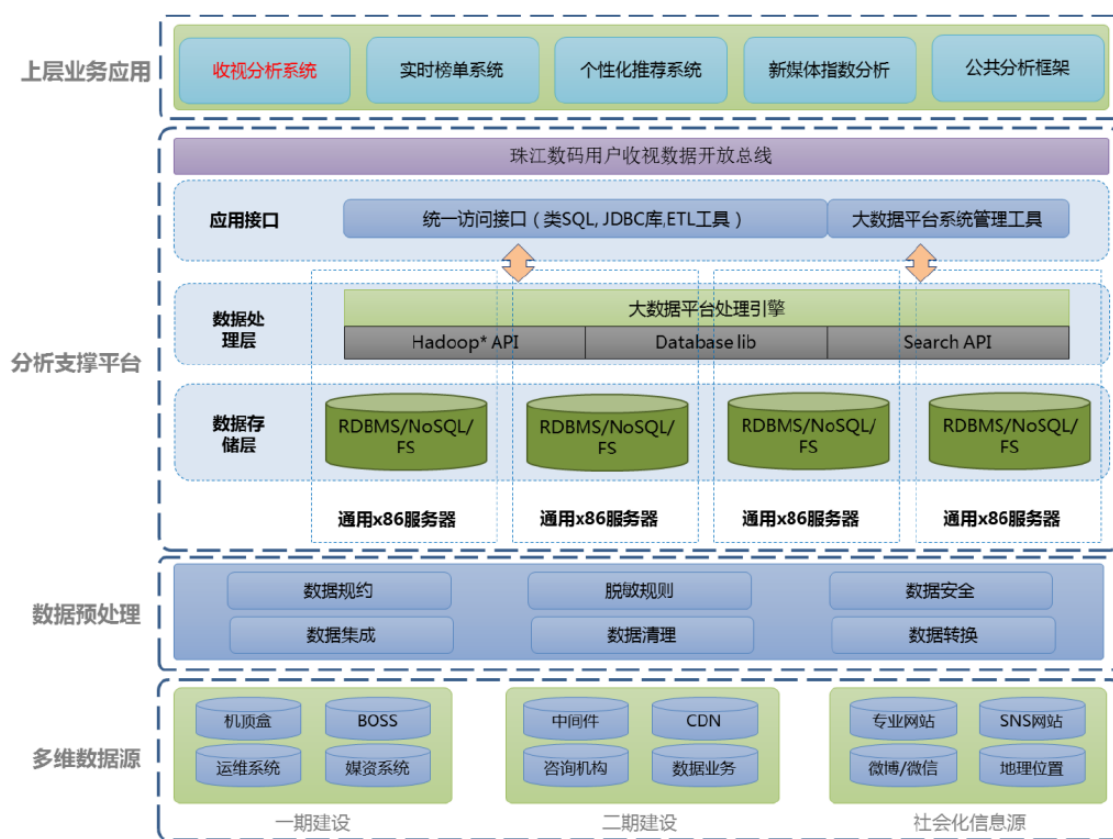 上层业务应用
收视分析系统
实时榜单系统
个性化推荐系统
新媒体指数分析
公共分析框架
分析支撑平台
珠江数码用户收视数据开放总线
应用接口
统一访问接口（类SQL, JDBC库,ETL工具）
大数据平台系统管理工具
数据处
理层
大数据平台处理引擎
Hadoop* API
Database lib
Search API
数据存
储层
RDBMS/NoSQL/
FS
RDBMS/NoSQL/
FS
RDBMS/NoSQL/
FS
RDBMS/NoSQL/
FS
通用x86服务器
通用x86服务器
通用x86服务器
通用x86服务器
数据预处理
数据规约
脱敏规则
数据安全
数据集成
数据清理
数据转换
多维数据源
机顶盒
BOSS
中间件
CDN
专业网站
SNS网站
运维系统
媒资系统
咨询机构
数据业务
微博/微信
地理位置
一期建设
二期建设
社会化信息源